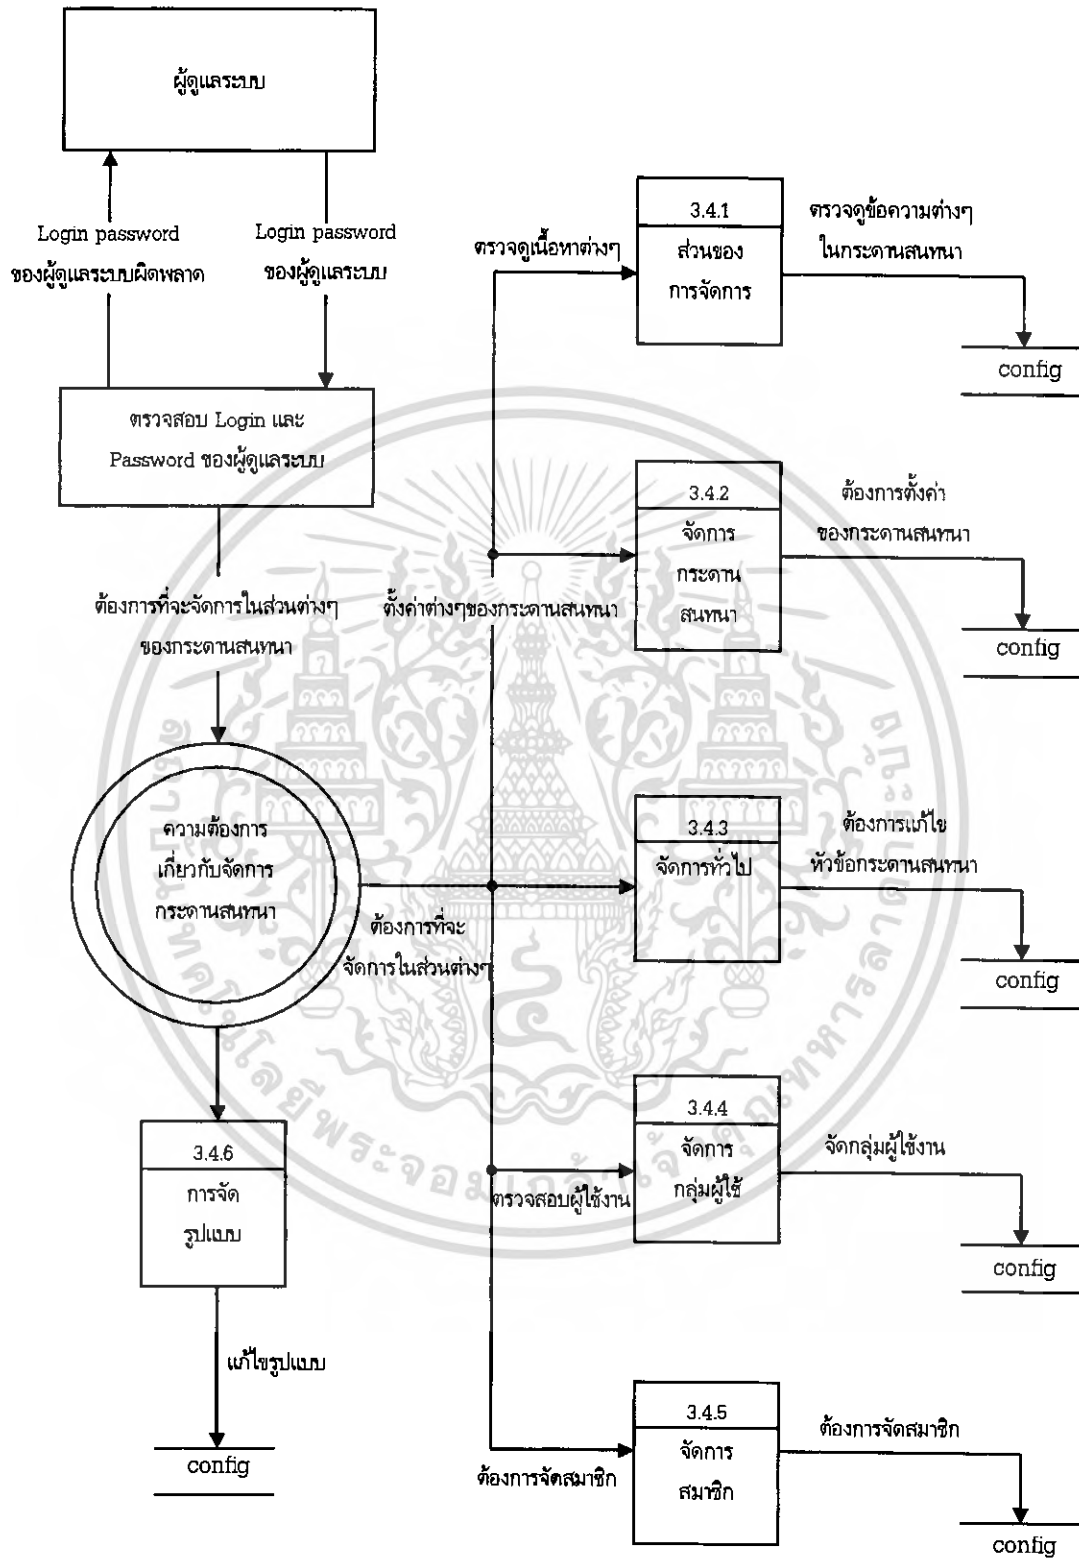 ผู้ดูแลระบบ
Login password
ของผู้ดูแลระบบผิดพลาด
Login password
ของผู้ดูแลระบบ
ตรวจสอบ Login และ
Password ของผู้ดูแลระบบ
ต้องการที่จะจัดการในส่วนต่างๆ
ของกระดานสนทนา
ความต้องการ
เกี่ยวกับจัดการ
กระดานสนทนา
ต้องการที่จะ
จัดการในส่วนต่างๆ
3.4.6
การจัด
รูปแบบ
แก้ไขรูปแบบ
config
ตรวจดูเนื้อหาต่างๆ
3.4.1
ส่วนของ
การจัดการ
ตรวจดูข้อความต่างๆ
ในกระดานสนทนา
config
ตั้งค่าต่างๆของกระดานสนทนา
3.4.2
จัดการ
กระดาน
สนทนา
ต้องการตั้งค่า
ของกระดานสนทนา
config
3.4.3
จัดการทั่วไป
ต้องการแก้ไข
หัวข้อกระดานสนทนา
config
ตรวจสอบผู้ใช้งาน
3.4.4
จัดการ
กลุ่มผู้ใช้
จัดกลุ่มผู้ใช้งาน
config
ต้องการจัดสมาชิก
3.4.5
จัดการ
สมาชิก
ต้องการจัดสมาชิก
config